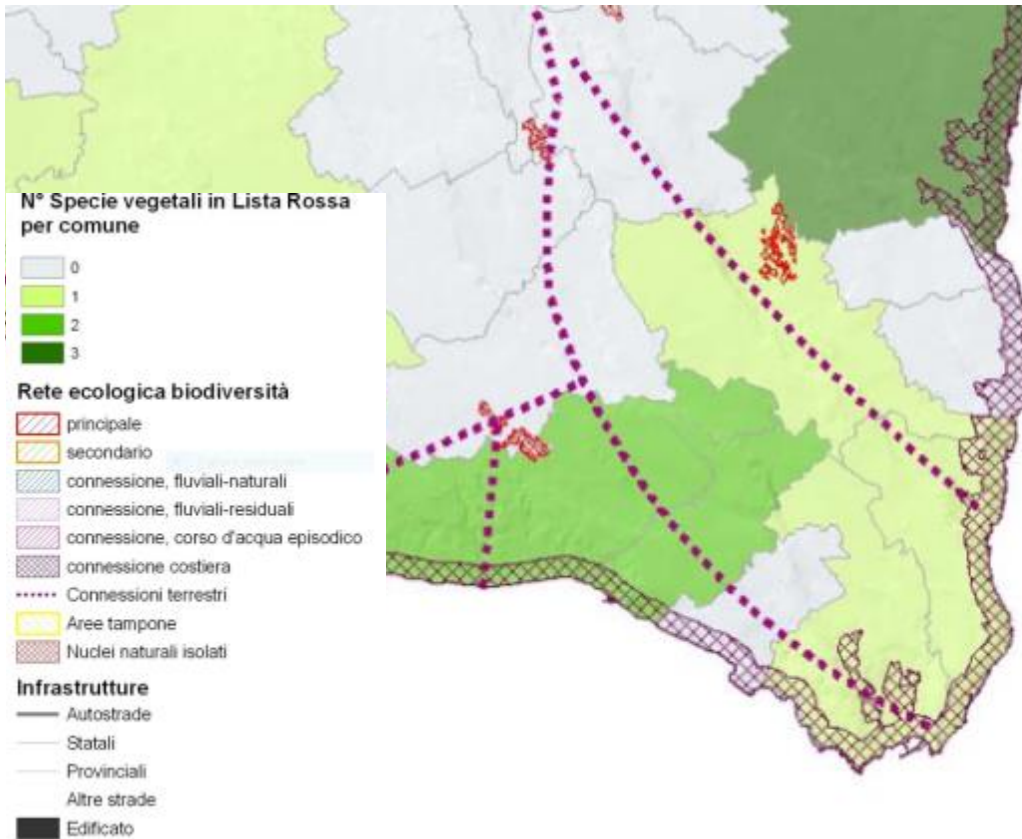 N° Specie vegetali in Lista Rossa
per comune
0
1
2
3
Rete ecologica biodiversità
principale
secondario
connessione, fluviali-naturali
connessione, fluviali-residuali
connessione, corso d'acqua episodico
connessione costiera
Connessioni terrestri
Aree tampone
Nuclei naturali isolati
Infrastrutture
Autostrade
Statali
Provinciali
Altre strade
Edificato